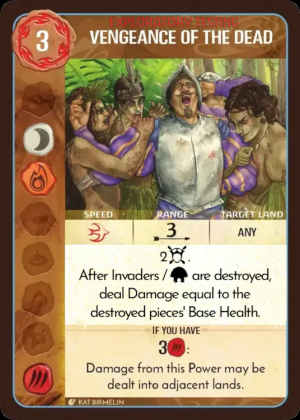 3
EXPLORATORY TESTING
VENGEANCE OF THE DEAD
SPEED RANGE TARGET LAND
3 ANY
2
After Invaders / are destroyed,
deal Damage equal to the
destroyed pieces' Base Health.
IF YOU HAVE
3 :
Damage from this Power may be
dealt into adjacent lands.
KAT BIRMELIN